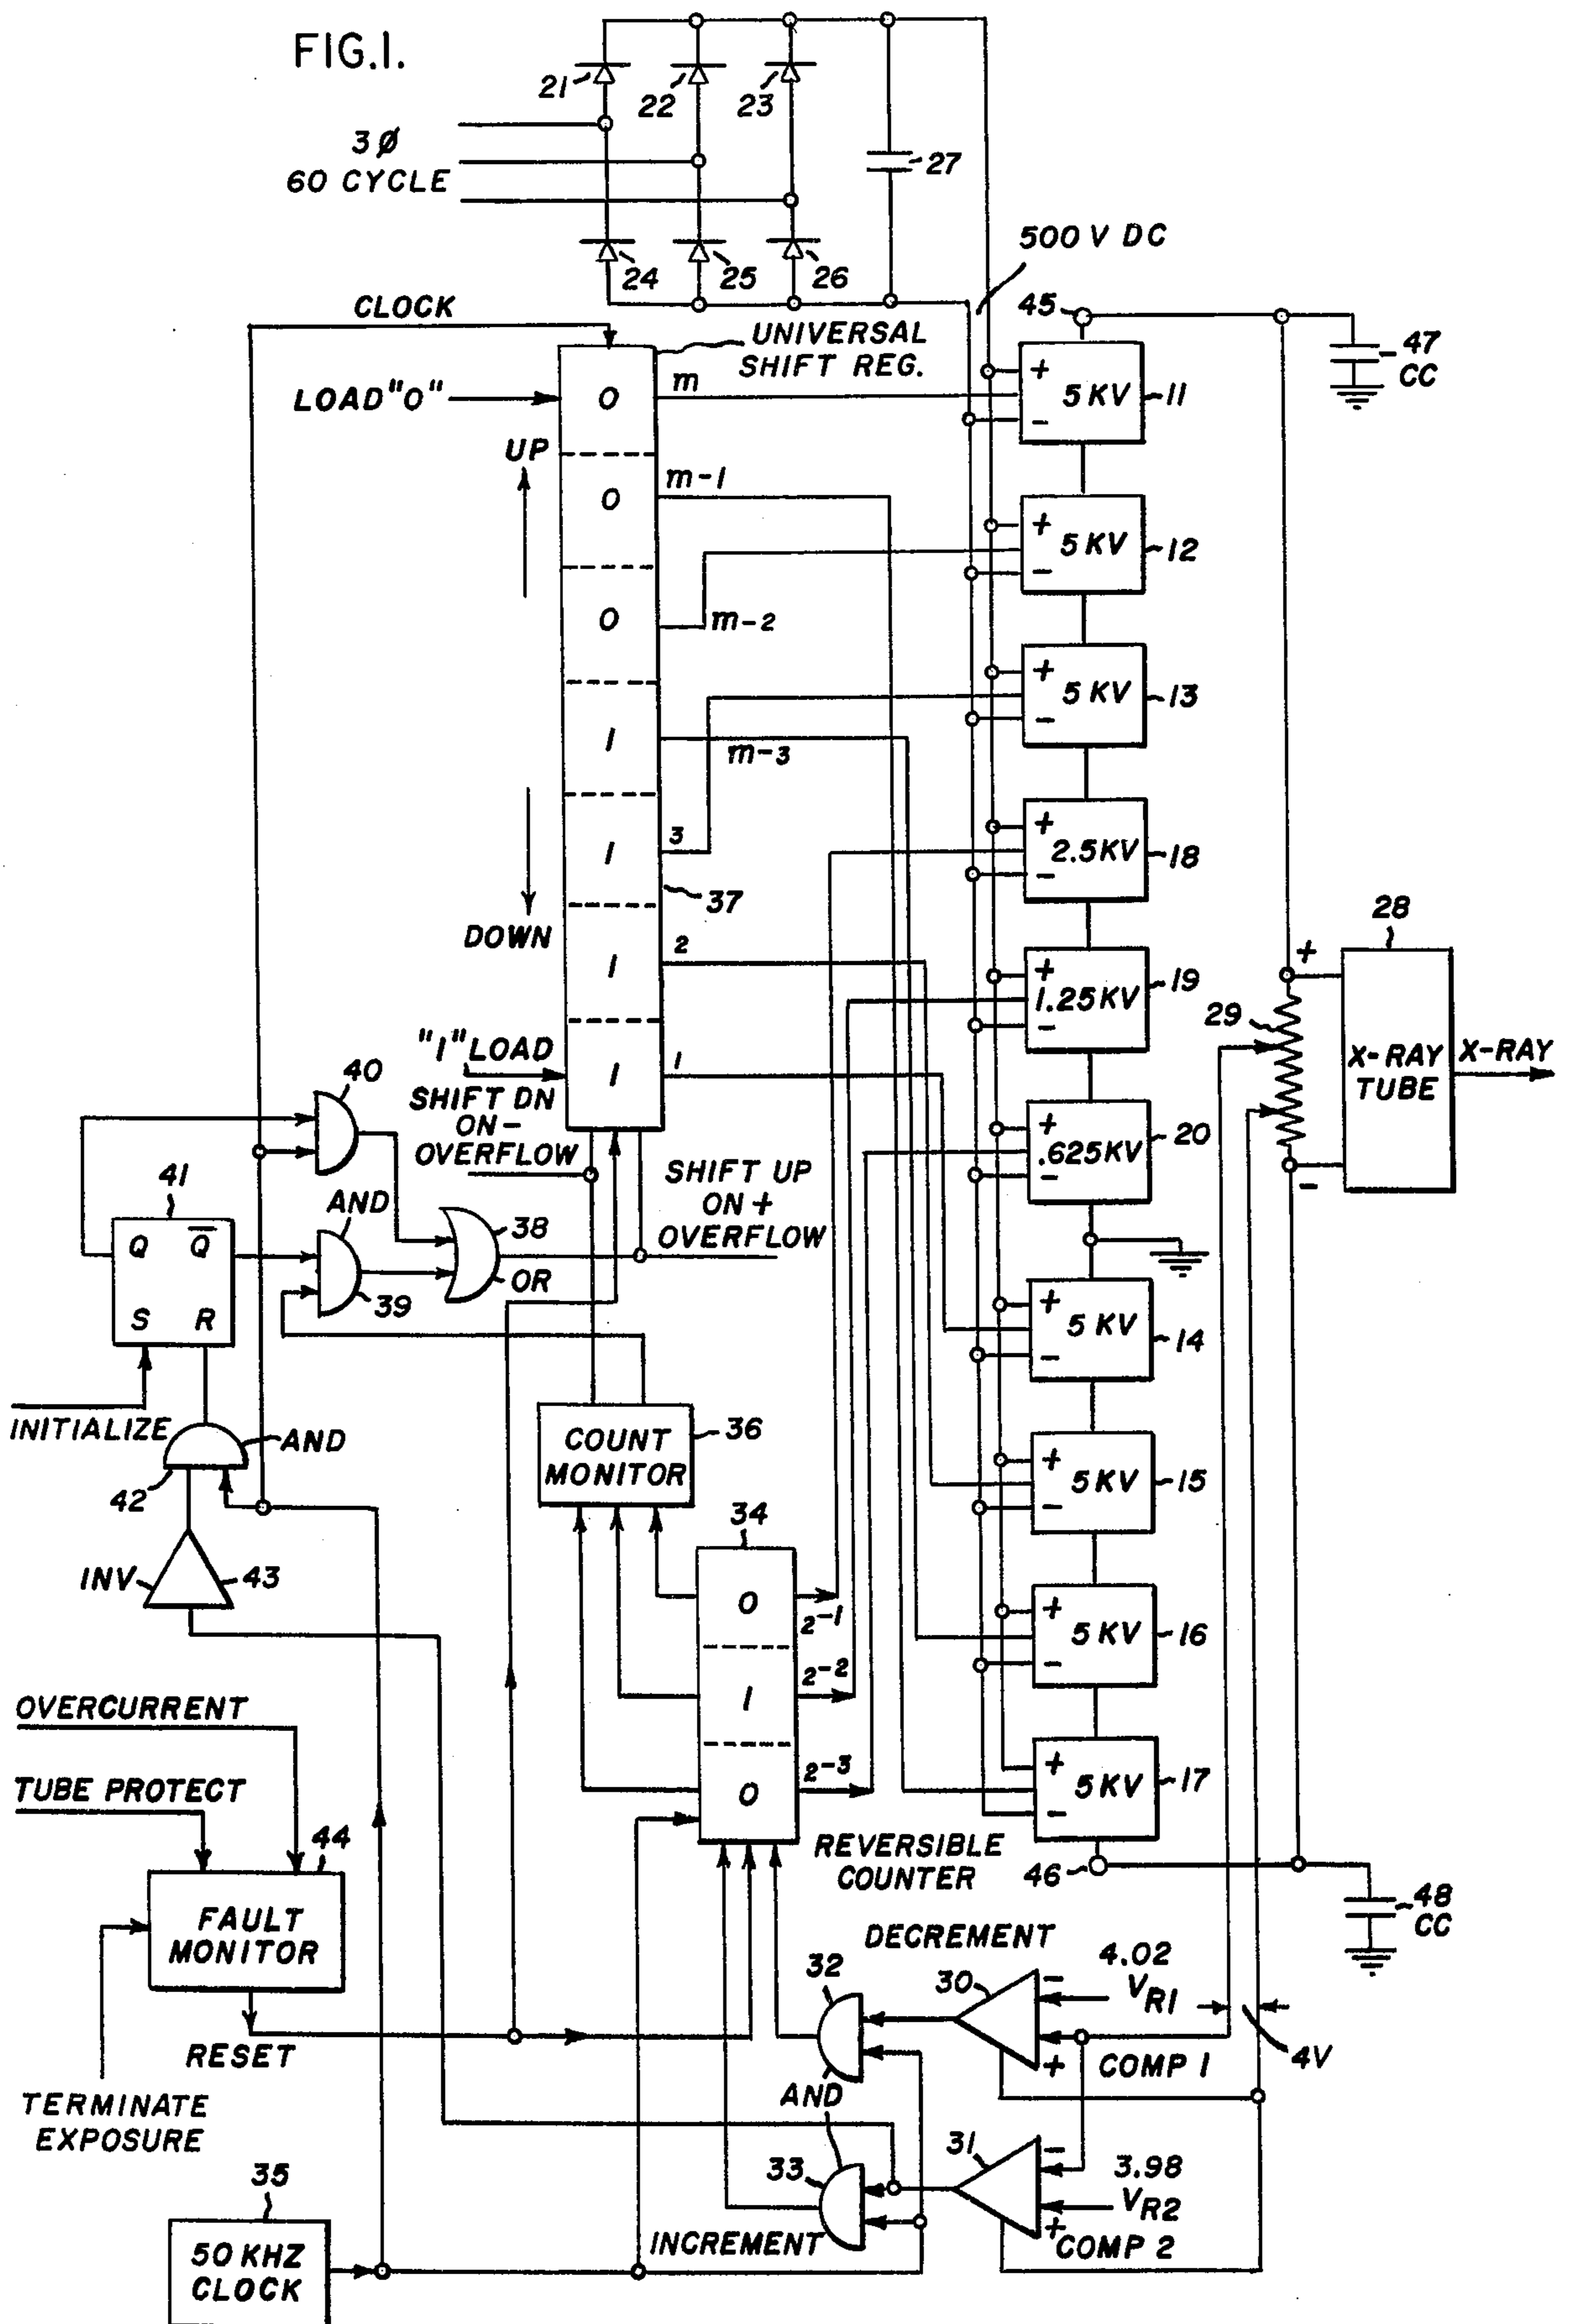 FIG.1.
21
22
23
3Ø
60 CYCLE
27
24
25
26
500 V DC
CLOCK
UNIVERSAL
SHIFT REG.
45
47
CC
LOAD "O"
O
m
+
5 KV
-
11
UP
O
m-1
+
5 KV
-
12
O
m-2
+
5 KV
-
13
1
m-3
+
2.5KV
-
18
1
3
37
DOWN
1
2
+
1.25KV
-
19
28
+
29
X-RAY
TUBE
X-RAY
-
"1" LOAD
1
1
SHIFT DN
ON -
OVERFLOW
40
+
.625KV
-
20
41
AND
SHIFT UP
ON +
OVERFLOW
Q
Q̅
38
OR
39
S
R
+
5 KV
-
14
INITIALIZE
AND
42
COUNT
MONITOR
36
+
5 KV
-
15
INV
43
34
O
2-1
+
5 KV
-
16
1
2-2
OVERCURRENT
TUBE PROTECT
O
2-3
+
5 KV
-
17
44
REVERSIBLE
COUNTER
46
48
CC
FAULT
MONITOR
DECREMENT
32
30
-
4.02
VR1
+
COMP 1
4V
RESET
AND
TERMINATE
EXPOSURE
33
31
-
3.98
VR2
+
COMP 2
INCREMENT
35
50 KHZ
CLOCK